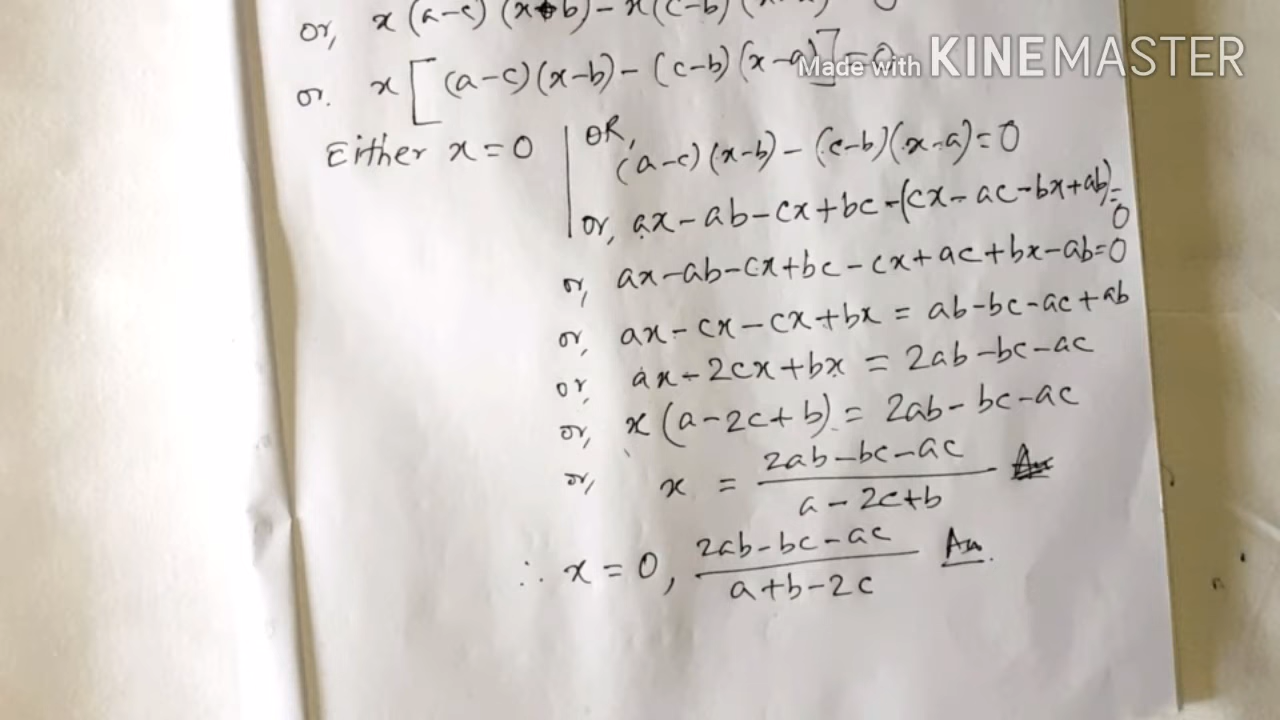 or, x (a-c) (x-b) - x(c-b)
or. x [(a-c)(x-b) - (c-b)(x-a)] = 0
Made with KINEMASTER
Either x = 0 | OR,
(a-c)(x-b) - (c-b)(x-a) = 0
or, ax - ab - cx + bc - (cx - ac - bx + ab) = 0
or, ax - ab - cx + bc - cx + ac + bx - ab = 0
or, ax - cx - cx + bx = ab - bc - ac + ab
or, ax - 2cx + bx = 2ab - bc - ac
or, x (a - 2c + b) = 2ab - bc - ac
or, x = (2ab - bc - ac)/(a - 2c + b)
∴ x = 0, (2ab - bc - ac)/(a + b - 2c) An.